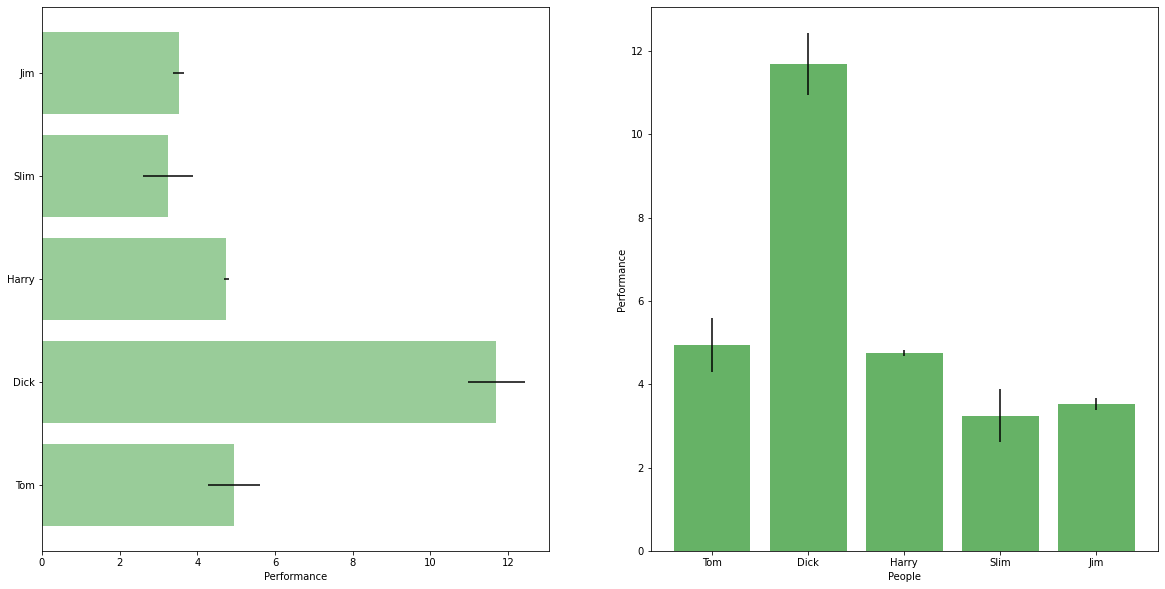 Jim
Slim
Harry
Dick
Tom
0 2 4 6 8 10 12
Performance
12
10
8
6
4
2
0
Performance
Tom Dick Harry Slim Jim
People